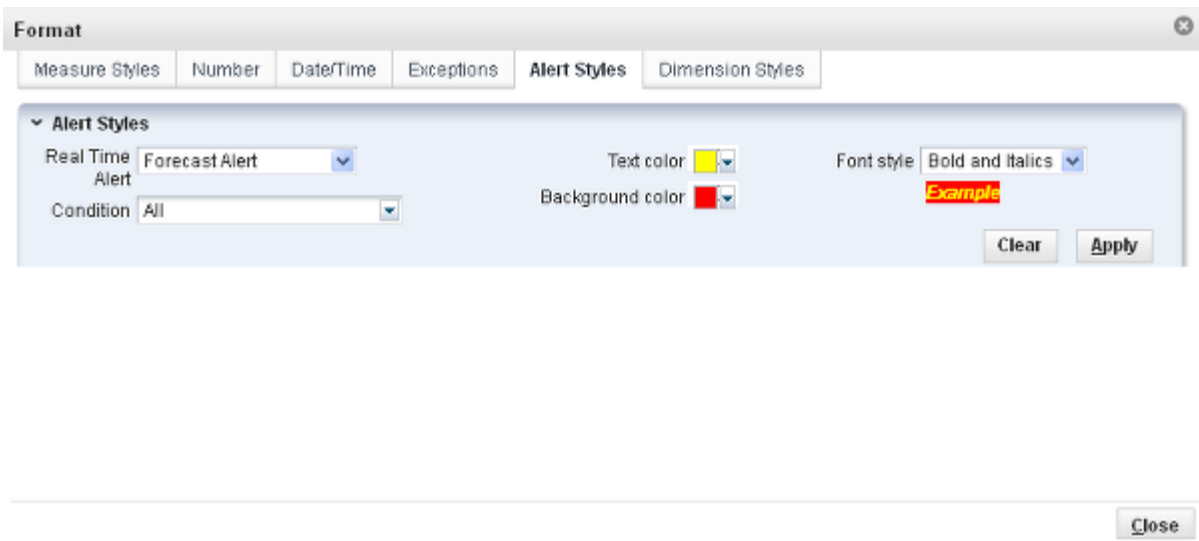 Format
Measure Styles Number Date/Time Exceptions Alert Styles Dimension Styles
Alert Styles
Real Time Alert Forecast Alert Text color Font style Bold and Italics
Condition All Background color Example
Clear Apply
Close